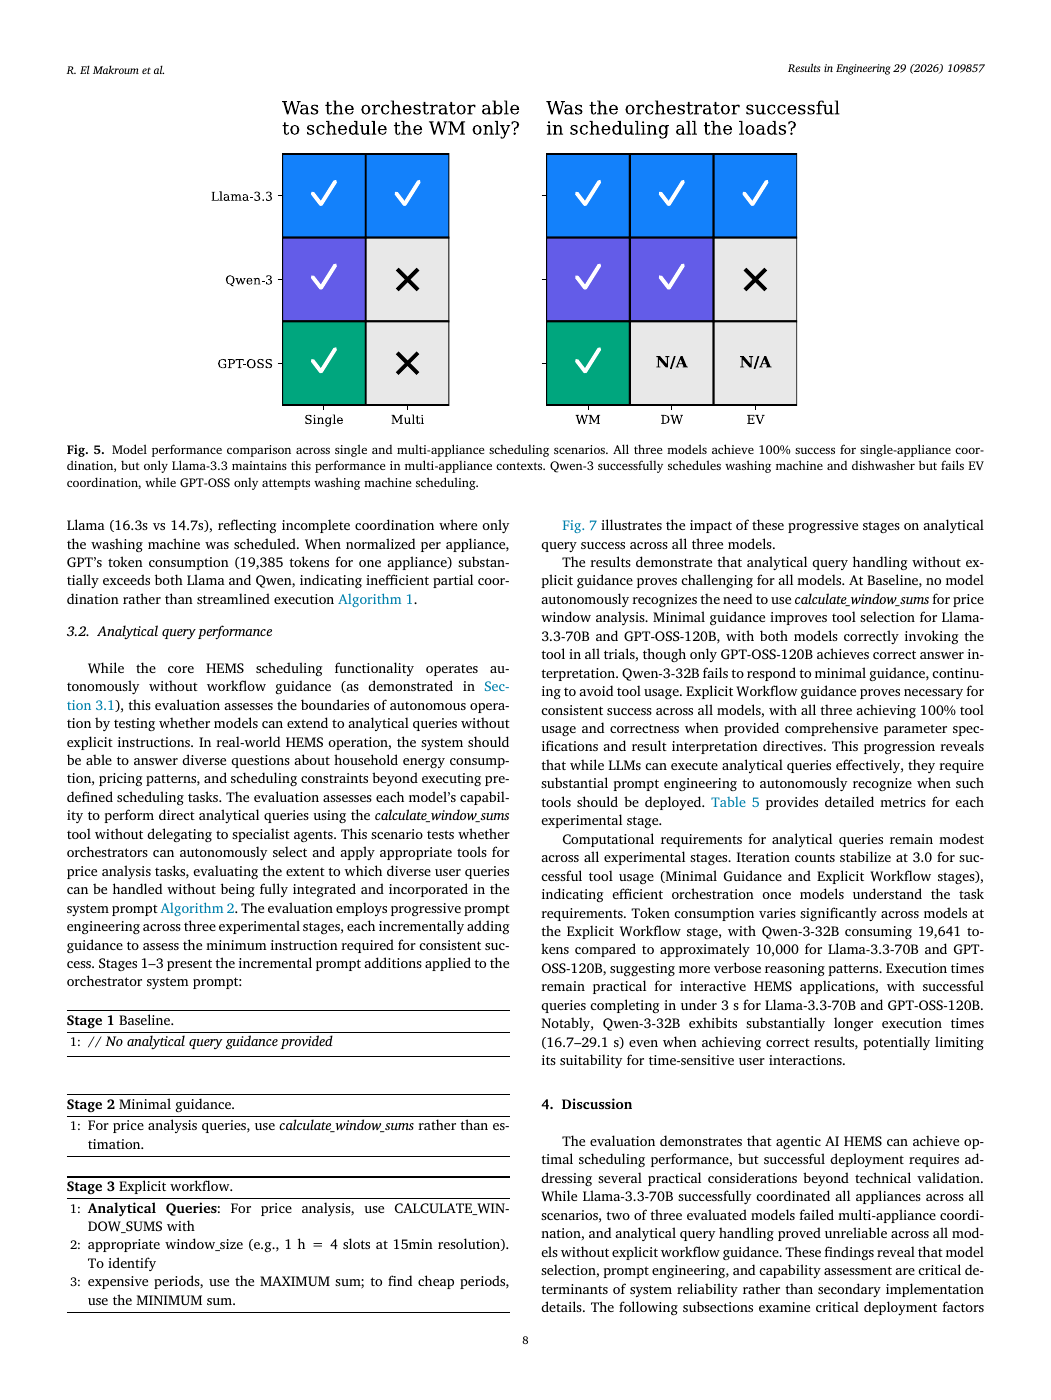 R. El Makroum et al.
Results in Engineering 29 (2026) 109857
Was the orchestrator able
to schedule the WM only?
Was the orchestrator successful
in scheduling all the loads?
Llama-3.3
Qwen-3
GPT-OSS
N/A
N/A
Single
Multi
WM
DW
EV
Fig. 5. Model performance comparison across single and multi-appliance scheduling scenarios. All three models achieve 100% success for single-appliance coor-
dination, but only Llama-3.3 maintains this performance in multi-appliance contexts. Qwen-3 successfully schedules washing machine and dishwasher but fails EV
coordination, while GPT-OSS only attempts washing machine scheduling.
Llama (16.3s vs 14.7s), reflecting incomplete coordination where only
the washing machine was scheduled. When normalized per appliance,
GPT's token consumption (19,385 tokens for one appliance) substan-
tially exceeds both Llama and Qwen, indicating inefficient partial coor-
dination rather than streamlined execution Algorithm 1.
3.2. Analytical query performance
While the core HEMS scheduling functionality operates au-
tonomously without workflow guidance (as demonstrated in Sec-
tion 3.1), this evaluation assesses the boundaries of autonomous opera-
tion by testing whether models can extend to analytical queries without
explicit instructions. In real-world HEMS operation, the system should
be able to answer diverse questions about household energy consump-
tion, pricing patterns, and scheduling constraints beyond executing pre-
defined scheduling tasks. The evaluation assesses each model's capabil-
ity to perform direct analytical queries using the calculate_window_sums
tool without delegating to specialist agents. This scenario tests whether
orchestrators can autonomously select and apply appropriate tools for
price analysis tasks, evaluating the extent to which diverse user queries
can be handled without being fully integrated and incorporated in the
system prompt Algorithm 2. The evaluation employs progressive prompt
engineering across three experimental stages, each incrementally adding
guidance to assess the minimum instruction required for consistent suc-
cess. Stages 1–3 present the incremental prompt additions applied to the
orchestrator system prompt:
Stage 1 Baseline.
1: // No analytical query guidance provided
Stage 2 Minimal guidance.
1: For price analysis queries, use calculate_window_sums rather than es-
timation.
Stage 3 Explicit workflow.
1: Analytical Queries: For price analysis, use CALCULATE_WIN-
DOW_SUMS with
2: appropriate window_size (e.g., 1 h = 4 slots at 15min resolution).
To identify
3: expensive periods, use the MAXIMUM sum; to find cheap periods,
use the MINIMUM sum.
Fig. 7 illustrates the impact of these progressive stages on analytical
query success across all three models.
The results demonstrate that analytical query handling without ex-
plicit guidance proves challenging for all models. At Baseline, no model
autonomously recognizes the need to use calculate_window_sums for price
window analysis. Minimal guidance improves tool selection for Llama-
3.3-70B and GPT-OSS-120B, with both models correctly invoking the
tool in all trials, though only GPT-OSS-120B achieves correct answer in-
terpretation. Qwen-3-32B fails to respond to minimal guidance, continu-
ing to avoid tool usage. Explicit Workflow guidance proves necessary for
consistent success across all models, with all three achieving 100% tool
usage and correctness when provided comprehensive parameter spec-
ifications and result interpretation directives. This progression reveals
that while LLMs can execute analytical queries effectively, they require
substantial prompt engineering to autonomously recognize when such
tools should be deployed. Table 5 provides detailed metrics for each
experimental stage.
Computational requirements for analytical queries remain modest
across all experimental stages. Iteration counts stabilize at 3.0 for suc-
cessful tool usage (Minimal Guidance and Explicit Workflow stages),
indicating efficient orchestration once models understand the task
requirements. Token consumption varies significantly across models at
the Explicit Workflow stage, with Qwen-3-32B consuming 19,641 to-
kens compared to approximately 10,000 for Llama-3.3-70B and GPT-
OSS-120B, suggesting more verbose reasoning patterns. Execution times
remain practical for interactive HEMS applications, with successful
queries completing in under 3 s for Llama-3.3-70B and GPT-OSS-120B.
Notably, Qwen-3-32B exhibits substantially longer execution times
(16.7–29.1 s) even when achieving correct results, potentially limiting
its suitability for time-sensitive user interactions.
4. Discussion
The evaluation demonstrates that agentic AI HEMS can achieve op-
timal scheduling performance, but successful deployment requires ad-
dressing several practical considerations beyond technical validation.
While Llama-3.3-70B successfully coordinated all appliances across all
scenarios, two of three evaluated models failed multi-appliance coordi-
nation, and analytical query handling proved unreliable across all mod-
els without explicit workflow guidance. These findings reveal that model
selection, prompt engineering, and capability assessment are critical de-
terminants of system reliability rather than secondary implementation
details. The following subsections examine critical deployment factors
8